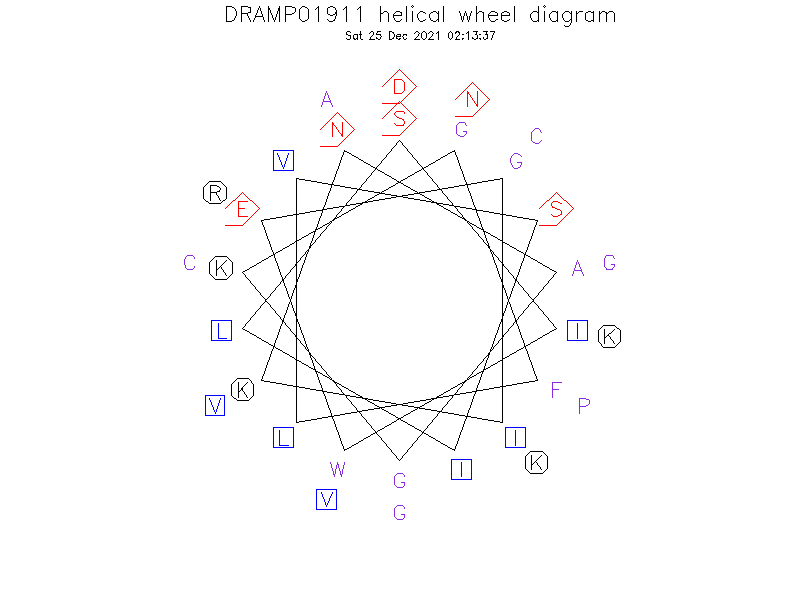 DRAMP01911 helical wheel diagram
Sat 25 Dec 2021 02:13:37
D
A
N
S
N
G
C
V
G
R
E
S
C
K
A
G
L
I
K
V
K
F
P
L
I
K
W
I
V
G
G